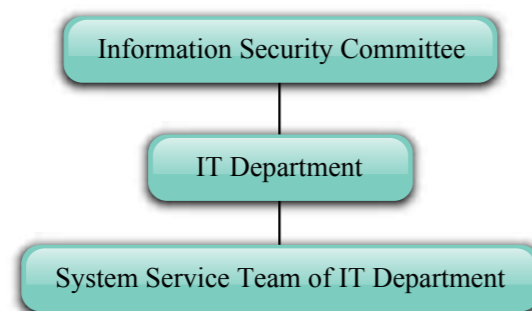 Information Security Committee
IT Department
System Service Team of IT Department